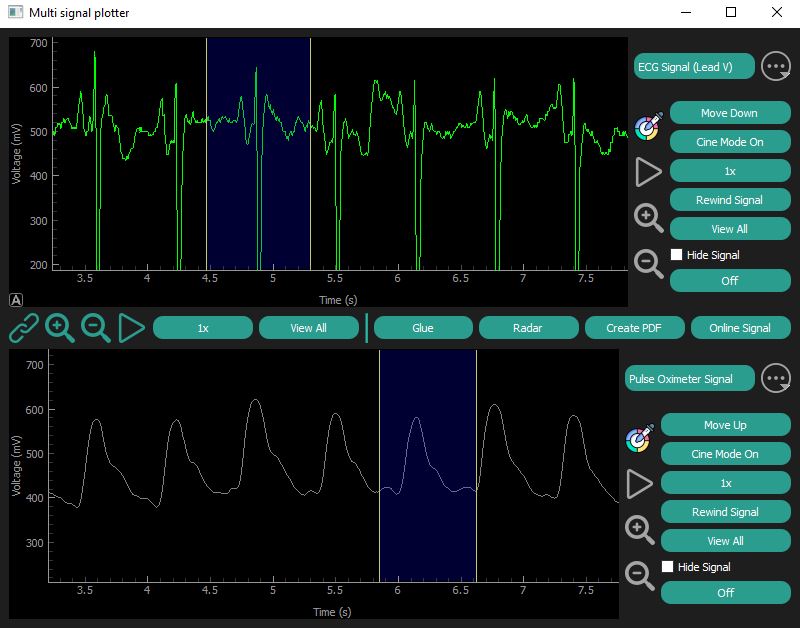 Multi signal plotter
700
600
500
400
300
200
Voltage (mV)
3.5 4 4.5 5 5.5 6 6.5 7 7.5
Time (s)
A
ECG Signal (Lead V)
Move Down
Cine Mode On
1x
Rewind Signal
View All
Hide Signal
Off
1x View All Glue Radar Create PDF Online Signal
700
600
500
400
300
Voltage (mV)
3.5 4 4.5 5 5.5 6 6.5 7 7.5
Time (s)
Pulse Oximeter Signal
Move Up
Cine Mode On
1x
Rewind Signal
View All
Hide Signal
Off